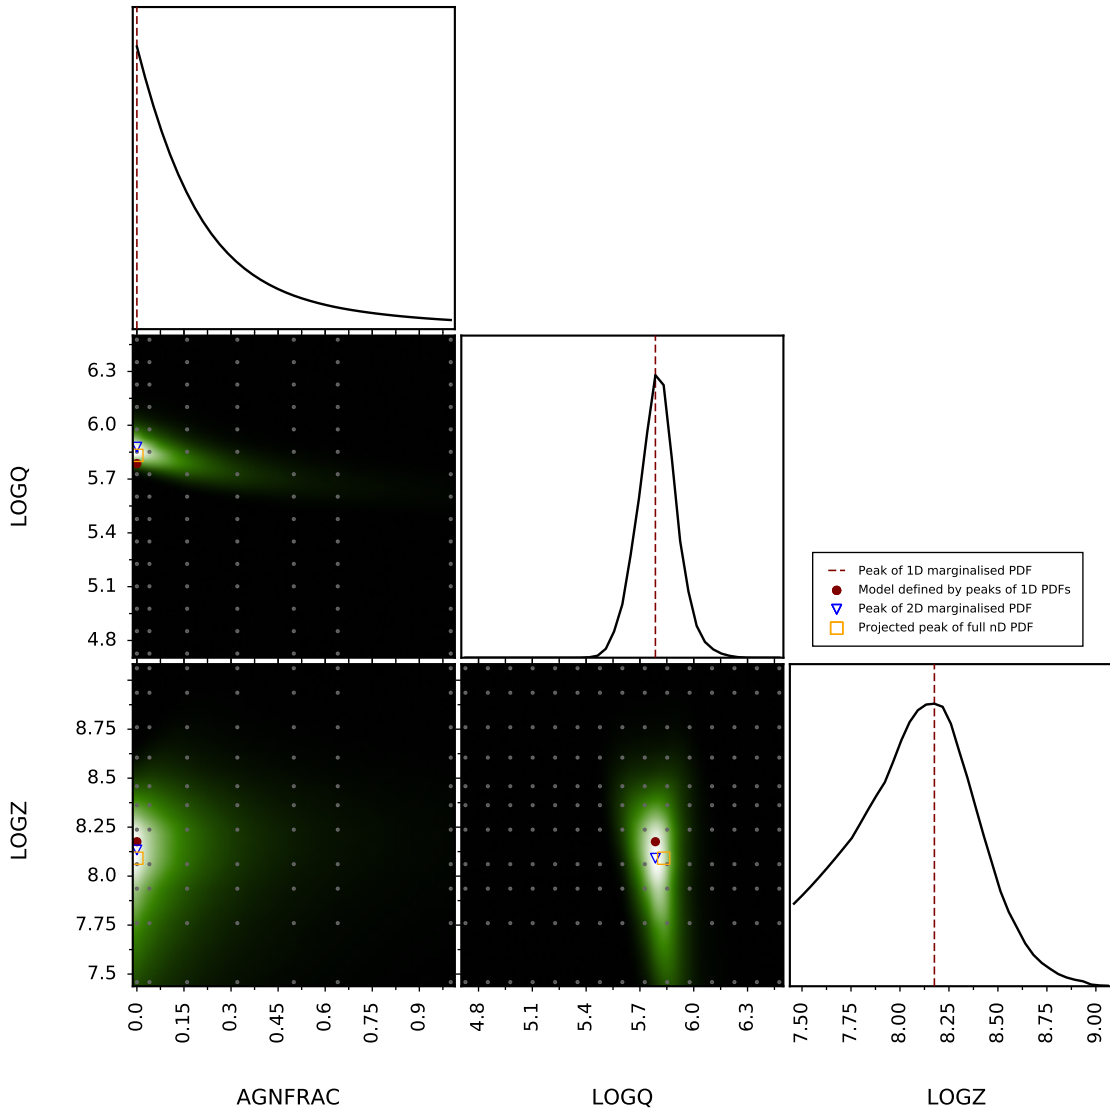 6.3
6.0
5.7
5.4
5.1
4.8
LOGQ
Peak of 1D marginalised PDF
Model defined by peaks of 1D PDFs
Peak of 2D marginalised PDF
Projected peak of full nD PDF
8.75
8.5
8.25
8.0
7.75
7.5
LOGZ
0.0 0.15 0.3 0.45 0.6 0.75 0.9
4.8 5.1 5.4 5.7 6.0 6.3
7.50 7.75 8.00 8.25 8.50 8.75 9.00
AGNFRAC LOGQ LOGZ